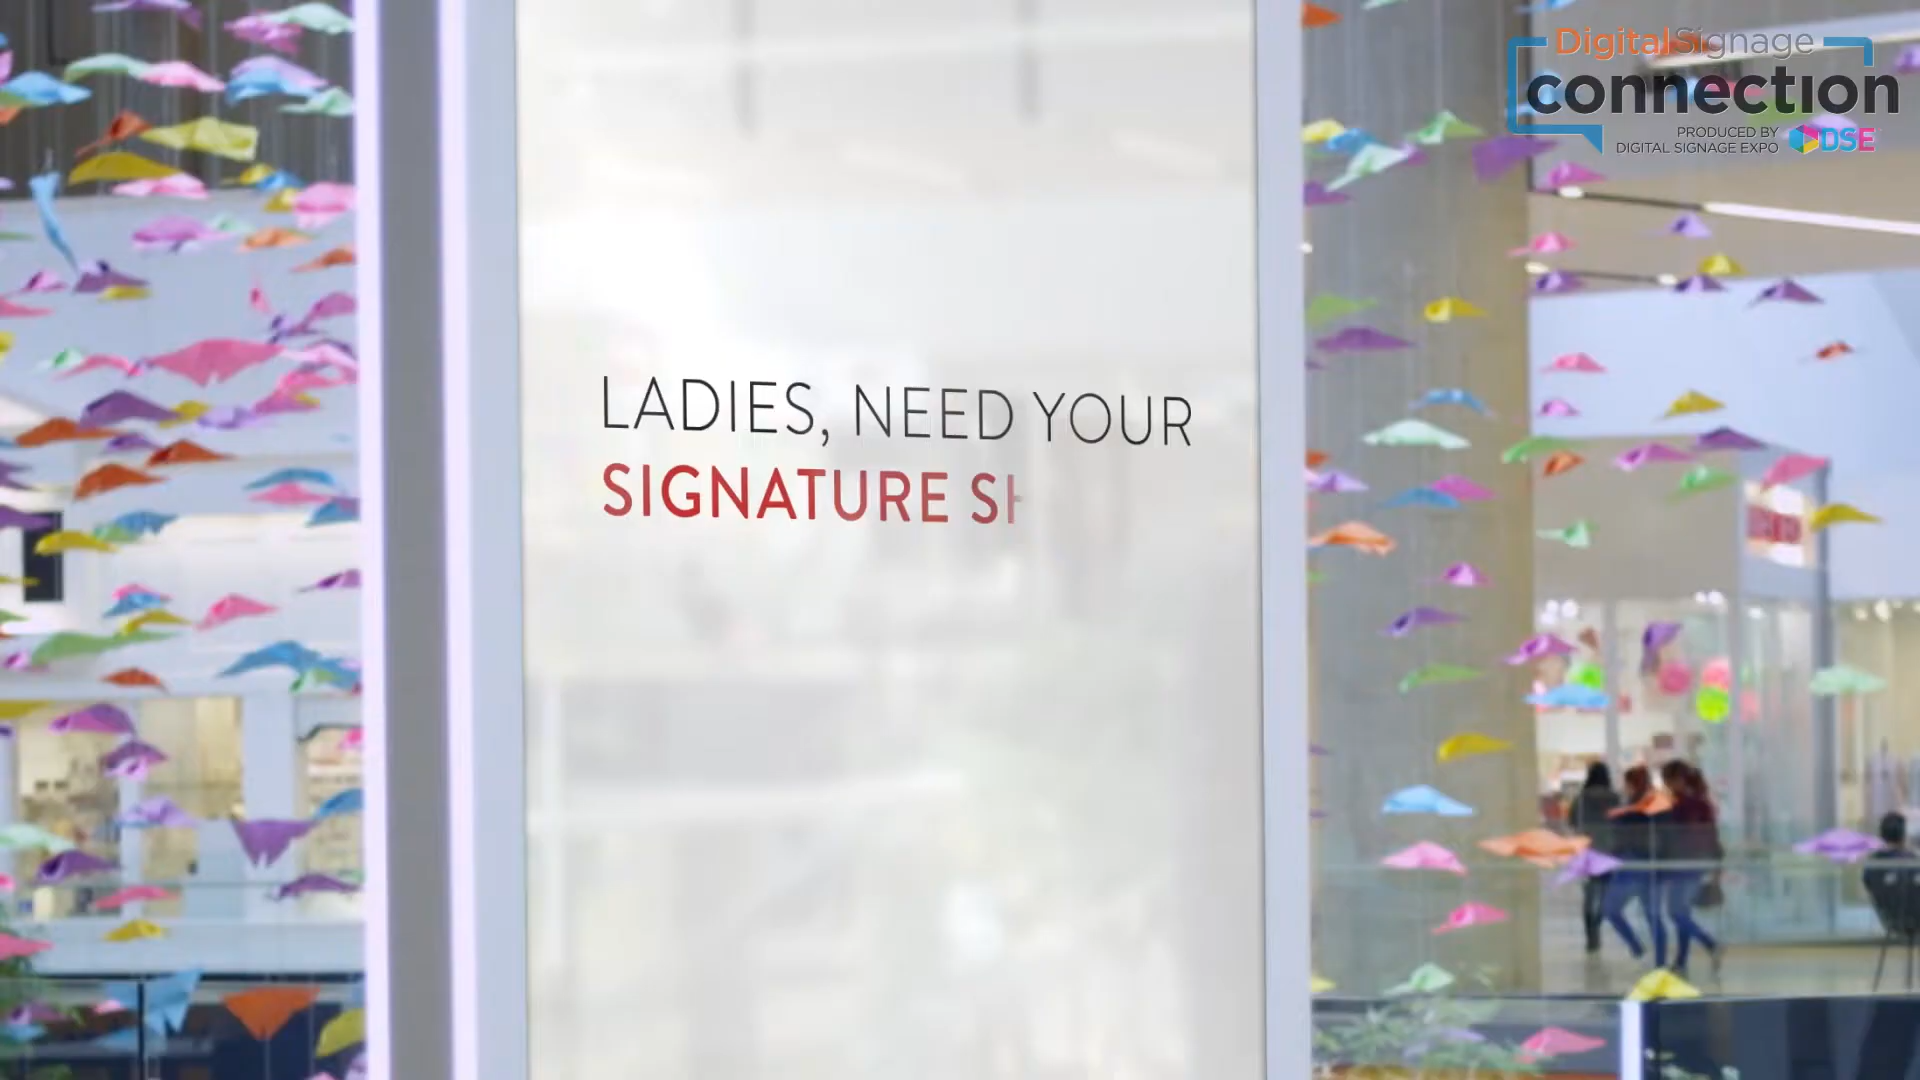 DigitalSignage
connection
PRODUCED BY
DIGITAL SIGNAGE EXPO
DSE
LADIES, NEED YOUR
SIGNATURE SH